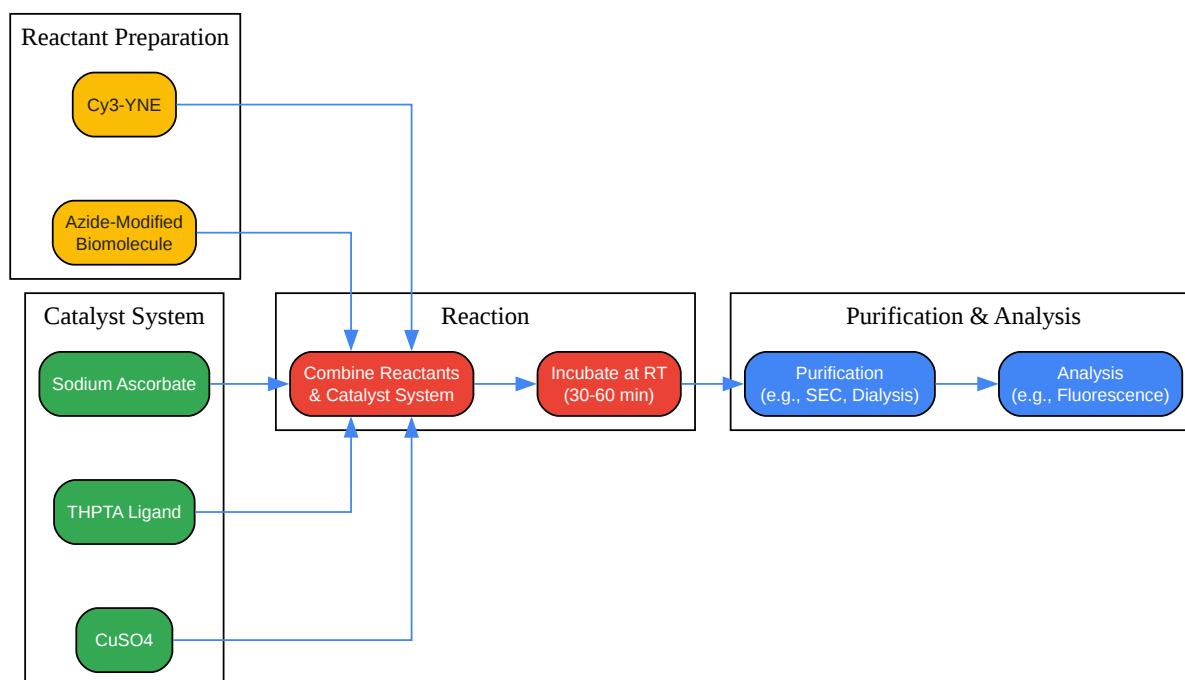 Reactant Preparation
Cy3-YNE
Azide-Modified
Biomolecule
Catalyst System
Sodium Ascorbate
THPTA Ligand
CuSO4
Reaction
Combine Reactants
& Catalyst System
Incubate at RT
(30-60 min)
Purification & Analysis
Purification
(e.g., SEC, Dialysis)
Analysis
(e.g., Fluorescence)